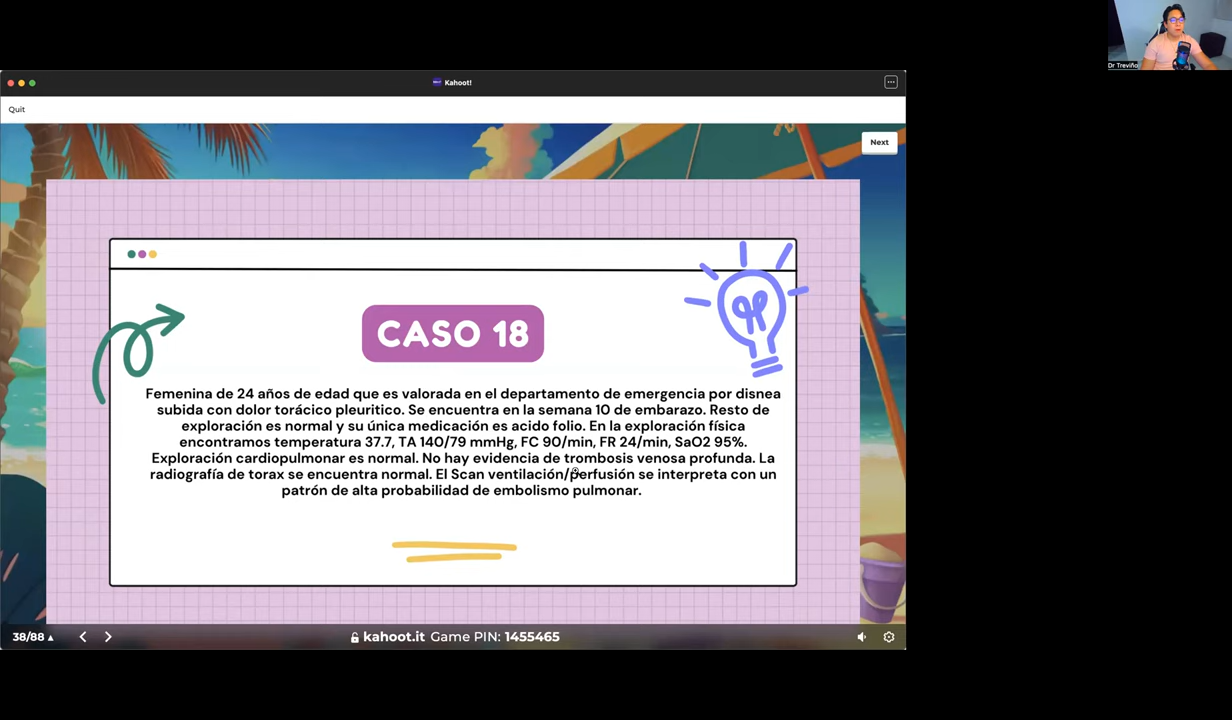 Dr Treviño
Kahoot!
Quit
Next
CASO 18
Femenina de 24 años de edad que es valorada en el departamento de emergencia por disnea
subida con dolor torácico pleuritico. Se encuentra en la semana 10 de embarazo. Resto de
exploración es normal y su única medicación es acido folio. En la exploración física
encontramos temperatura 37.7, TA 140/79 mmHg, FC 90/min, FR 24/min, SaO2 95%.
Exploración cardiopulmonar es normal. No hay evidencia de trombosis venosa profunda. La
radiografía de torax se encuentra normal. El Scan ventilación/perfusión se interpreta con un
patrón de alta probabilidad de embolismo pulmonar.
38/88
kahoot.it Game PIN: 1455465